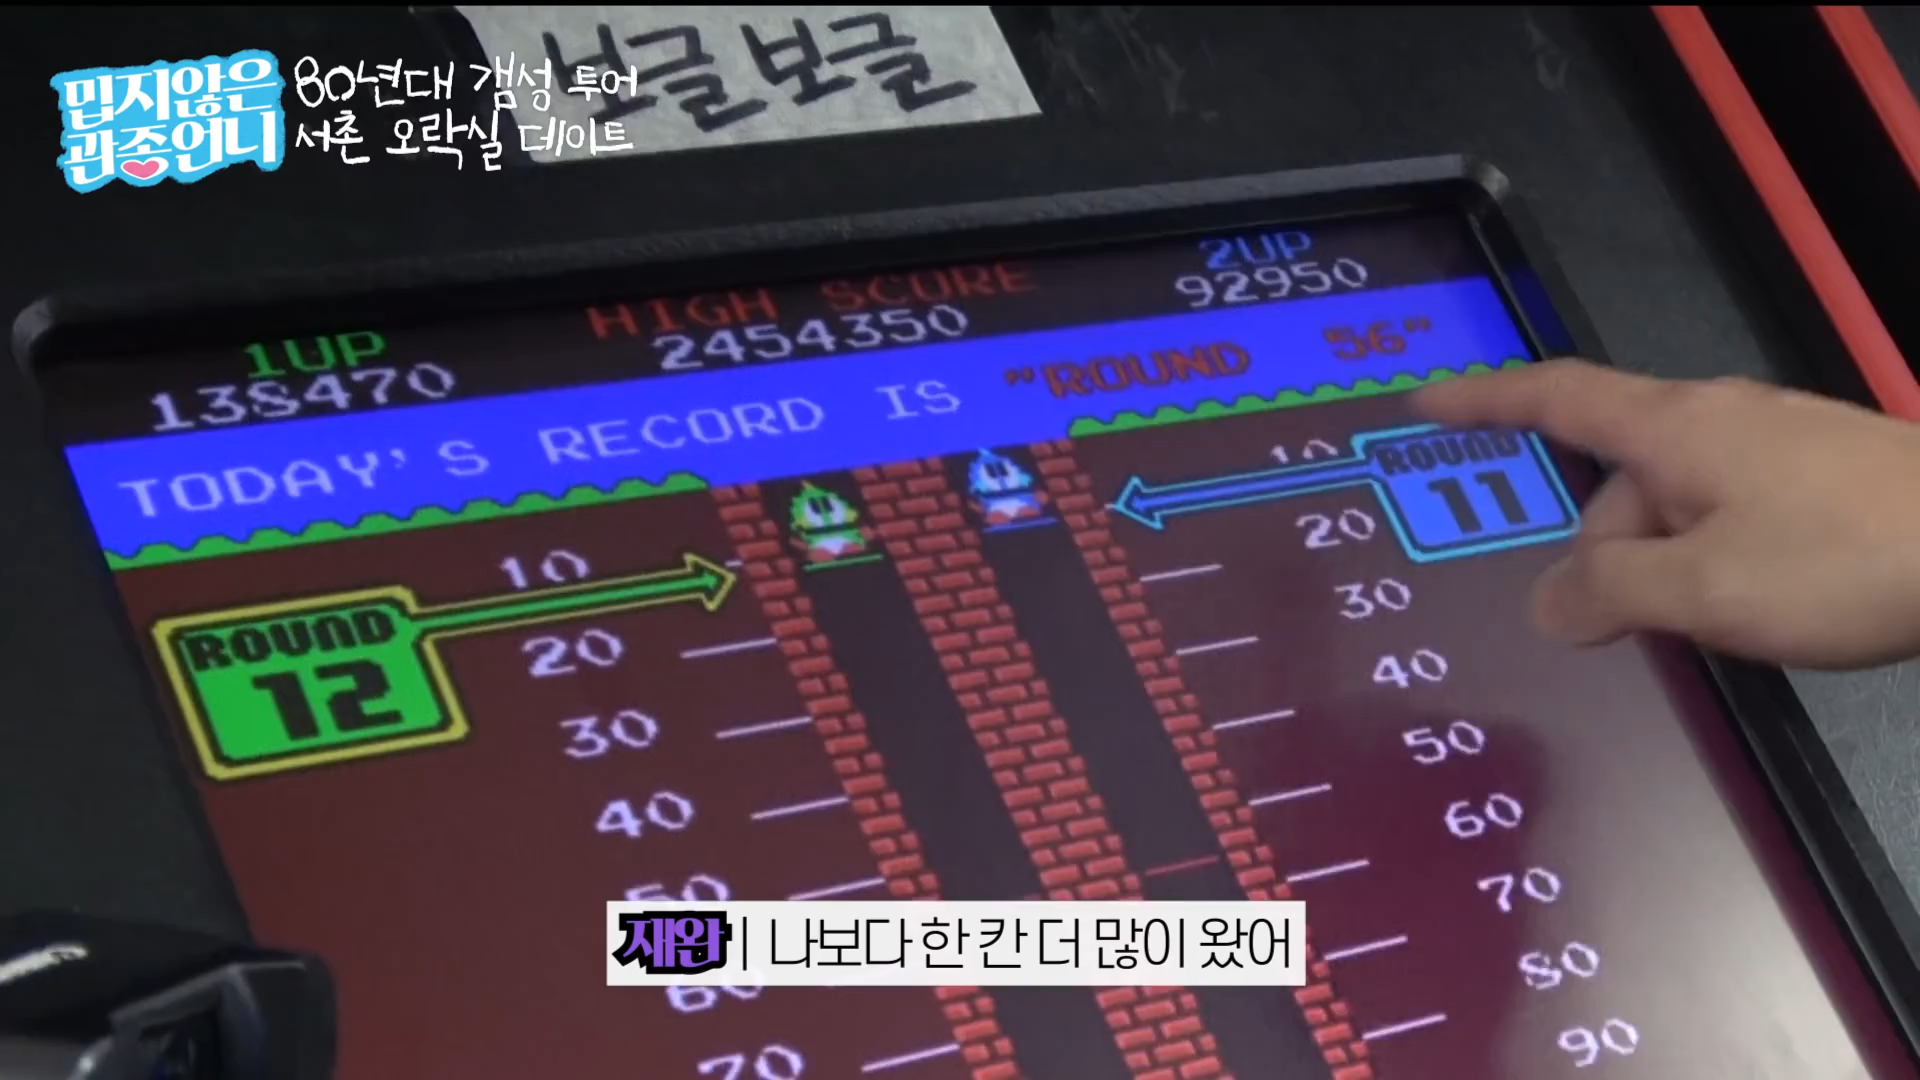 보글보글
밉지않은
관종언니
80년대 갬성 투어
서촌 오락실 데이트
1UP
138470
HIGH SCORE
2454350
2UP
92950
TODAY'S RECORD IS "ROUND 56"
10
ROUND
12
20
30
40
50
60
70
10
ROUND
11
20
30
40
50
60
70
80
90
재완 | 나보다 한 칸 더 많이 왔어